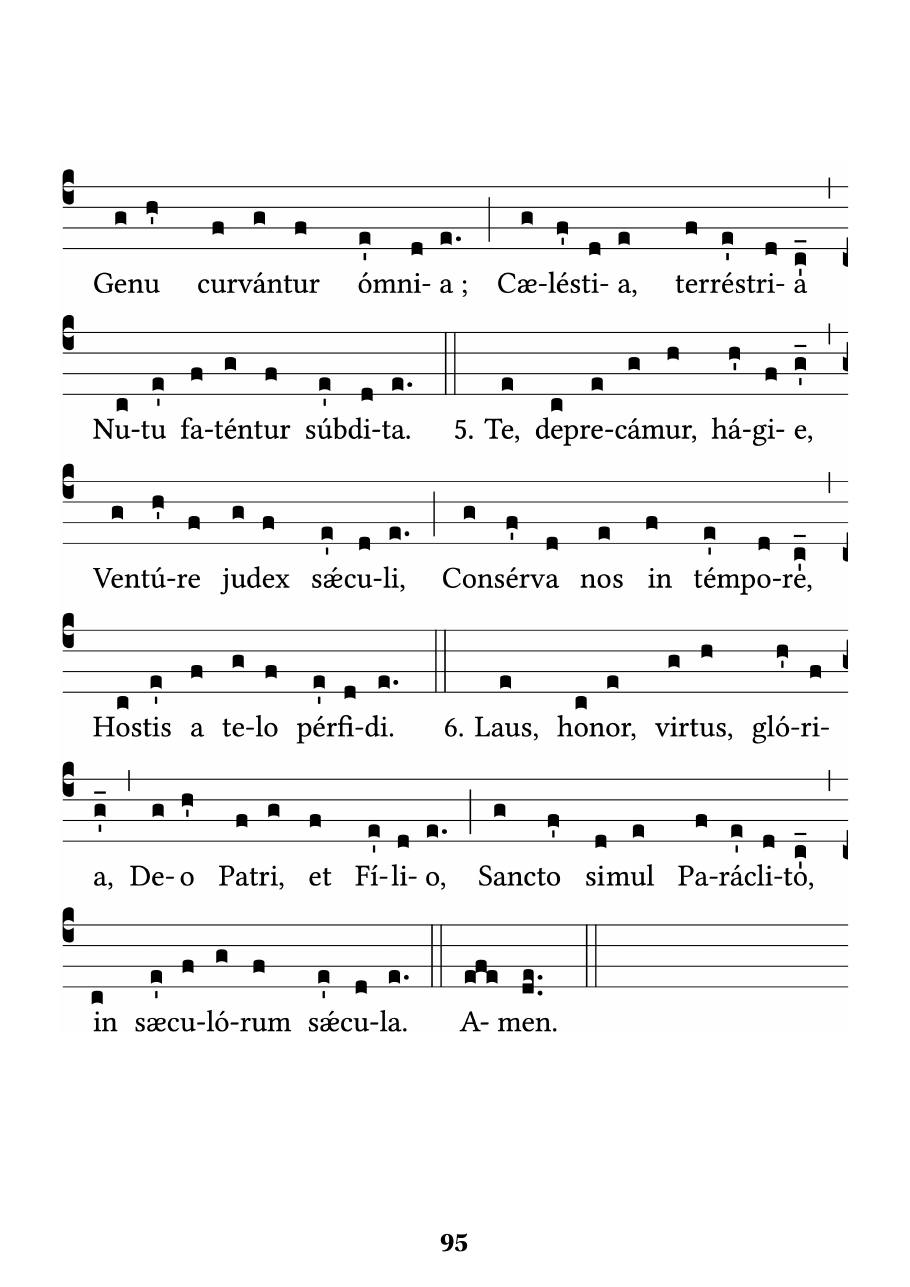 Genu curvántur ómni- a ; Cæ-lésti- a, terréstri- a
Nu-tu fa-téntur súbdi-ta. 5. Te, depre-cámur, há-gi- e,
Ventú-re judex sǽcu-li, Consérva nos in témpo-re,
Hostis a te-lo pérfi-di. 6. Laus, honor, virtus, gló-ri-
a, De- o Patri, et Fí-li- o, Sancto simul Pa-rácli-to,
in sæcu-ló-rum sǽcu-la. A- men.
95